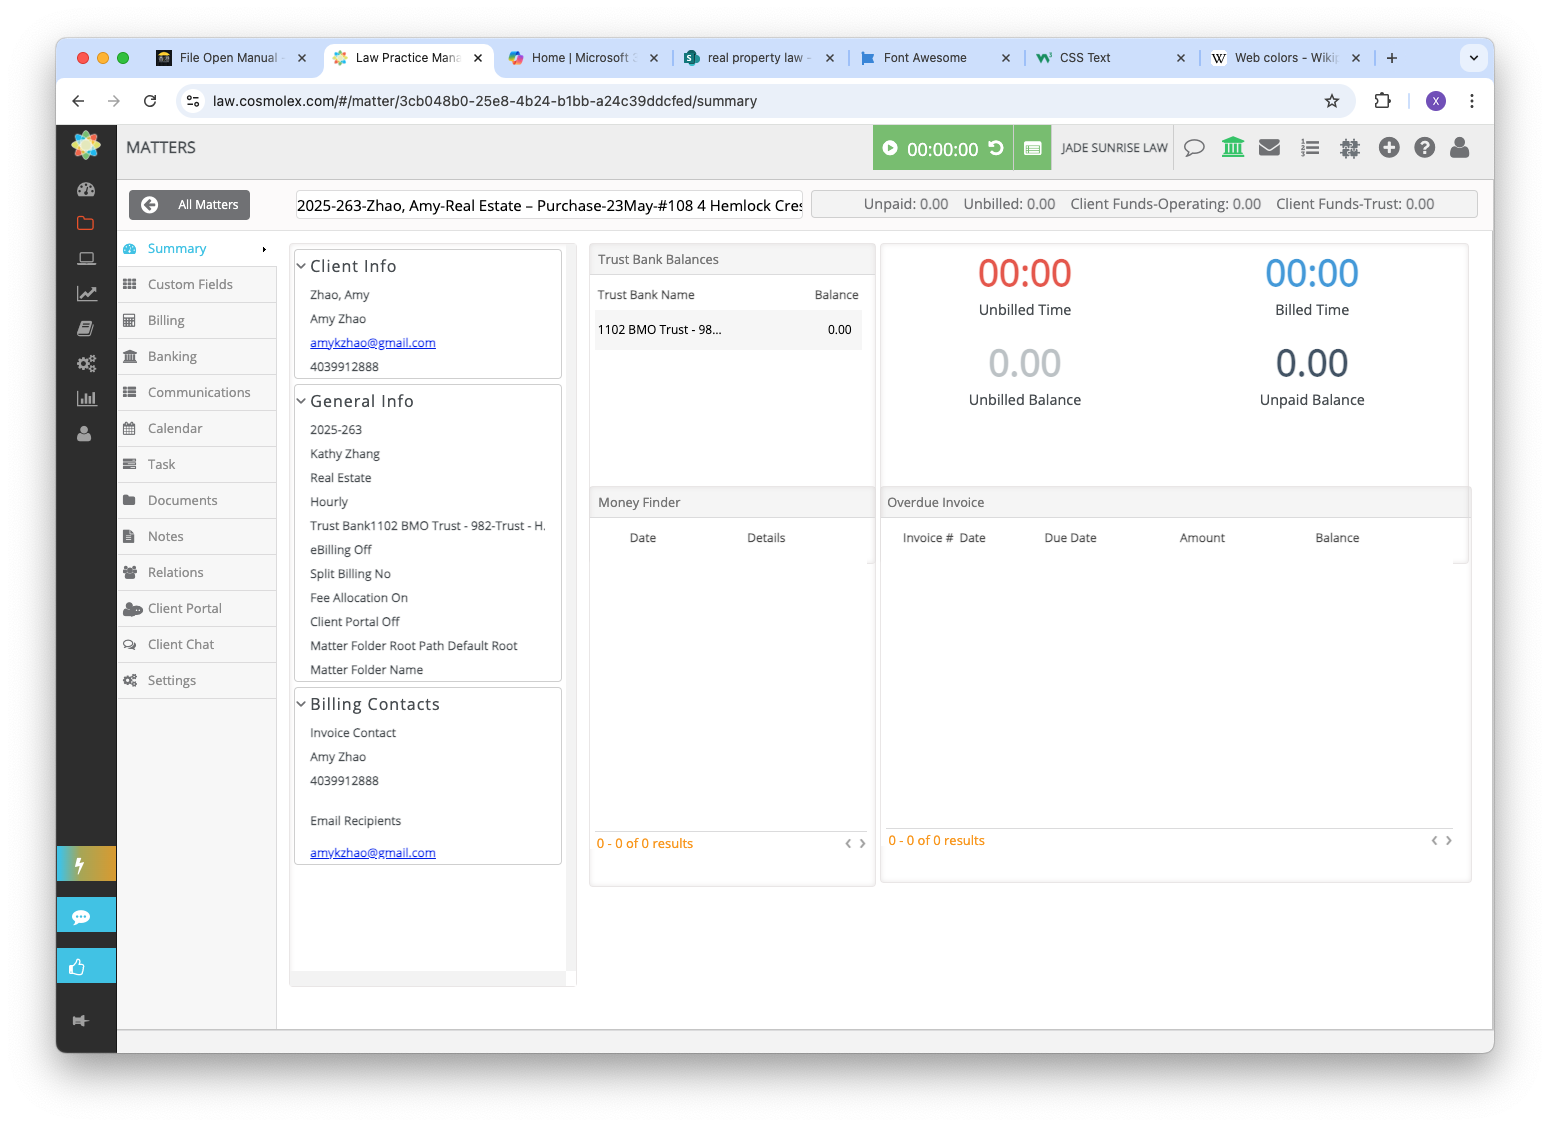 File Open Manual -
Law Practice Mana
Home | Microsoft 3
real property law -
Font Awesome
CSS Text
Web colors - Wikip
law.cosmolex.com/#/matter/3cb048b0-25e8-4b24-b1bb-a24c39ddcfed/summary
X
MATTERS
00:00:00
JADE SUNRISE LAW
All Matters
2025-263-Zhao, Amy-Real Estate – Purchase-23May-#108 4 Hemlock Cres
Unpaid: 0.00 Unbilled: 0.00 Client Funds-Operating: 0.00 Client Funds-Trust: 0.00
Summary
Custom Fields
Billing
Banking
Communications
Calendar
Task
Documents
Notes
Relations
Client Portal
Client Chat
Settings
Client Info
Zhao, Amy
Amy Zhao
amykzhao@gmail.com
4039912888
General Info
2025-263
Kathy Zhang
Real Estate
Hourly
Trust Bank1102 BMO Trust - 982-Trust - H.
eBilling Off
Split Billing No
Fee Allocation On
Client Portal Off
Matter Folder Root Path Default Root
Matter Folder Name
Billing Contacts
Invoice Contact
Amy Zhao
4039912888
Email Recipients
amykzhao@gmail.com
Trust Bank Balances
Trust Bank Name Balance
1102 BMO Trust - 98... 0.00
00:00
Unbilled Time
00:00
Billed Time
0.00
Unbilled Balance
0.00
Unpaid Balance
Money Finder
Date Details
0 - 0 of 0 results
Overdue Invoice
Invoice # Date Due Date Amount Balance
0 - 0 of 0 results